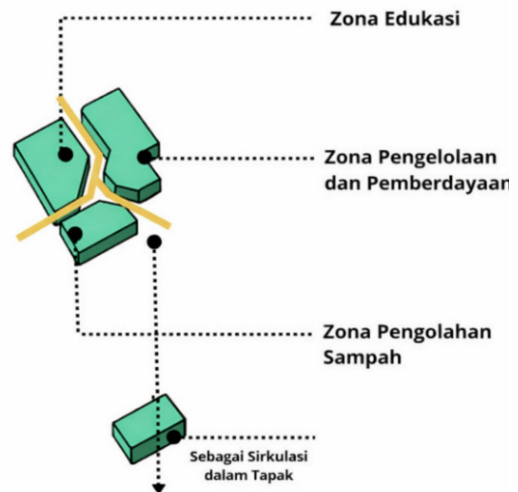 Zona Edukasi
Zona Pengelolaan
dan Pemberdayaan
Zona Pengolahan
Sampah
Sebagai Sirkulasi
dalam Tapak